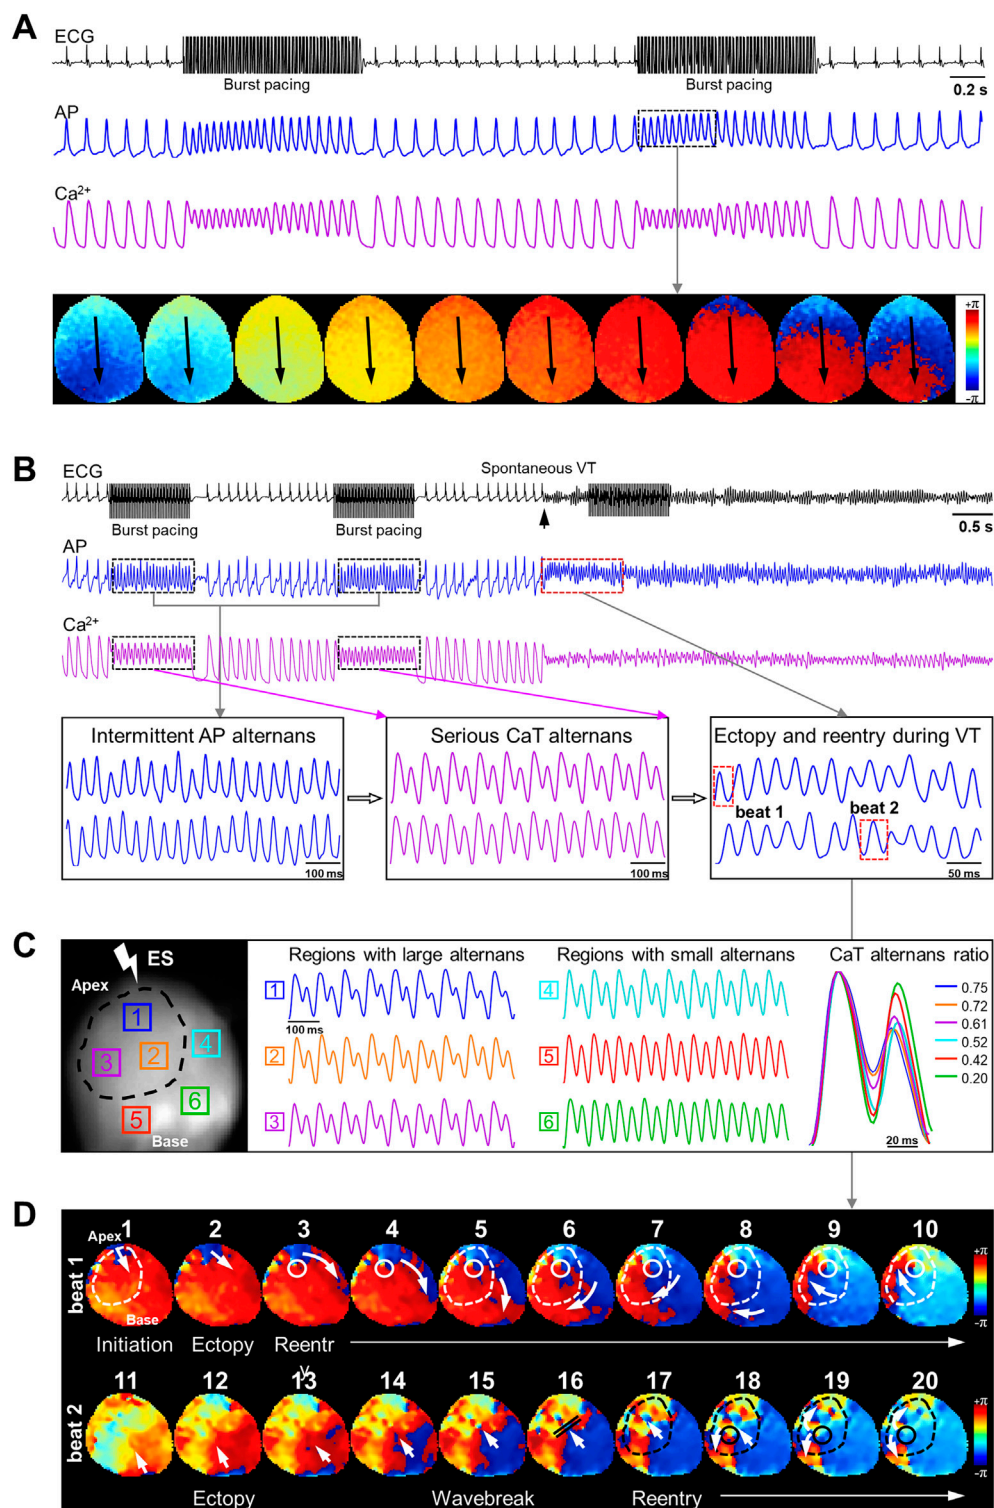 A
ECG
Burst pacing
Burst pacing
0.2 s
AP
Ca2+
+π
-π
B
ECG
Spontaneous VT
Burst pacing
Burst pacing
0.5 s
AP
Ca2+
Intermittent AP alternans
Serious CaT alternans
Ectopy and reentry during VT
beat 1
beat 2
100 ms
100 ms
50 ms
C
ES
Apex
1
2
3
4
5
6
Base
Regions with large alternans
Regions with small alternans
CaT alternans ratio
1
100 ms
2
3
4
5
6
0.75
0.72
0.61
0.52
0.42
0.20
20 ms
D
beat 1
1 2 3 4 5 6 7 8 9 10
Apex
Base
+π
-π
Initiation Ectopy Reentr
y
beat 2
11 12 13 14 15 16 17 18 19 20
+π
-π
Ectopy Wavebreak Reentry